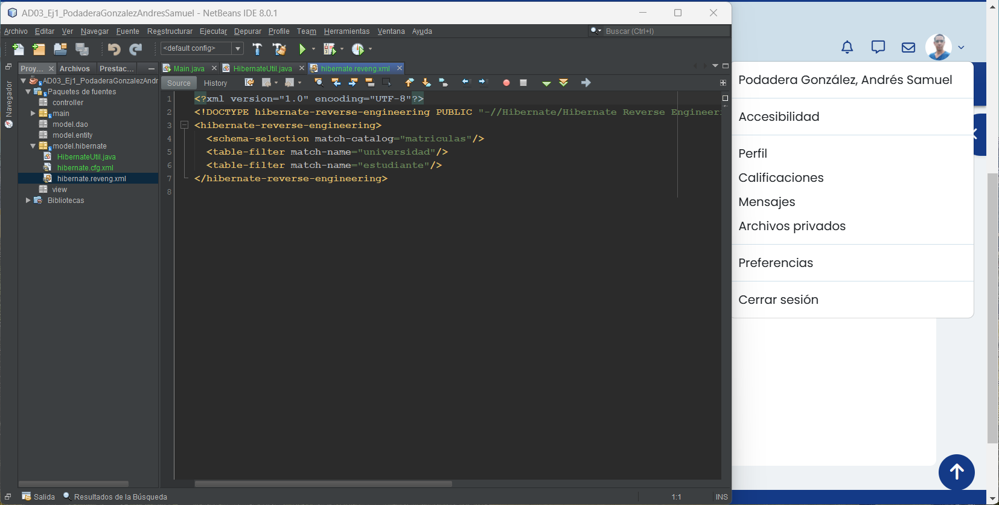 AD03_Ej1_PodaderaGonzalezAndresSamuel - NetBeans IDE 8.0.1
Archivo Editar Ver Navegar Fuente Reestructurar Ejecutar Depurar Profile Team Herramientas Ventana Ayuda
Buscar (Ctrl+I)
<default config>
Navegador
Proy... Archivos Prestac...
AD03_Ej1_PodaderaGonzalezAndr
Paquetes de fuentes
controller
main
model.dao
model.entity
model.hibernate
HibernateUtil.java
hibernate.cfg.xml
hibernate.reveng.xml
view
Bibliotecas
Main.java HibernateUtil.java hibernate.reveng.xml
Source History
1 <?xml version="1.0" encoding="UTF-8"?>
2 <!DOCTYPE hibernate-reverse-engineering PUBLIC "-//Hibernate/Hibernate Reverse Engineeri
3 <hibernate-reverse-engineering>
4 <schema-selection match-catalog="matriculas"/>
5 <table-filter match-name="universidad"/>
6 <table-filter match-name="estudiante"/>
7 </hibernate-reverse-engineering>
8
Salida Resultados de la Búsqueda
1:1 INS
Podadera González, Andrés Samuel
Accesibilidad
Perfil
Calificaciones
Mensajes
Archivos privados
Preferencias
Cerrar sesión